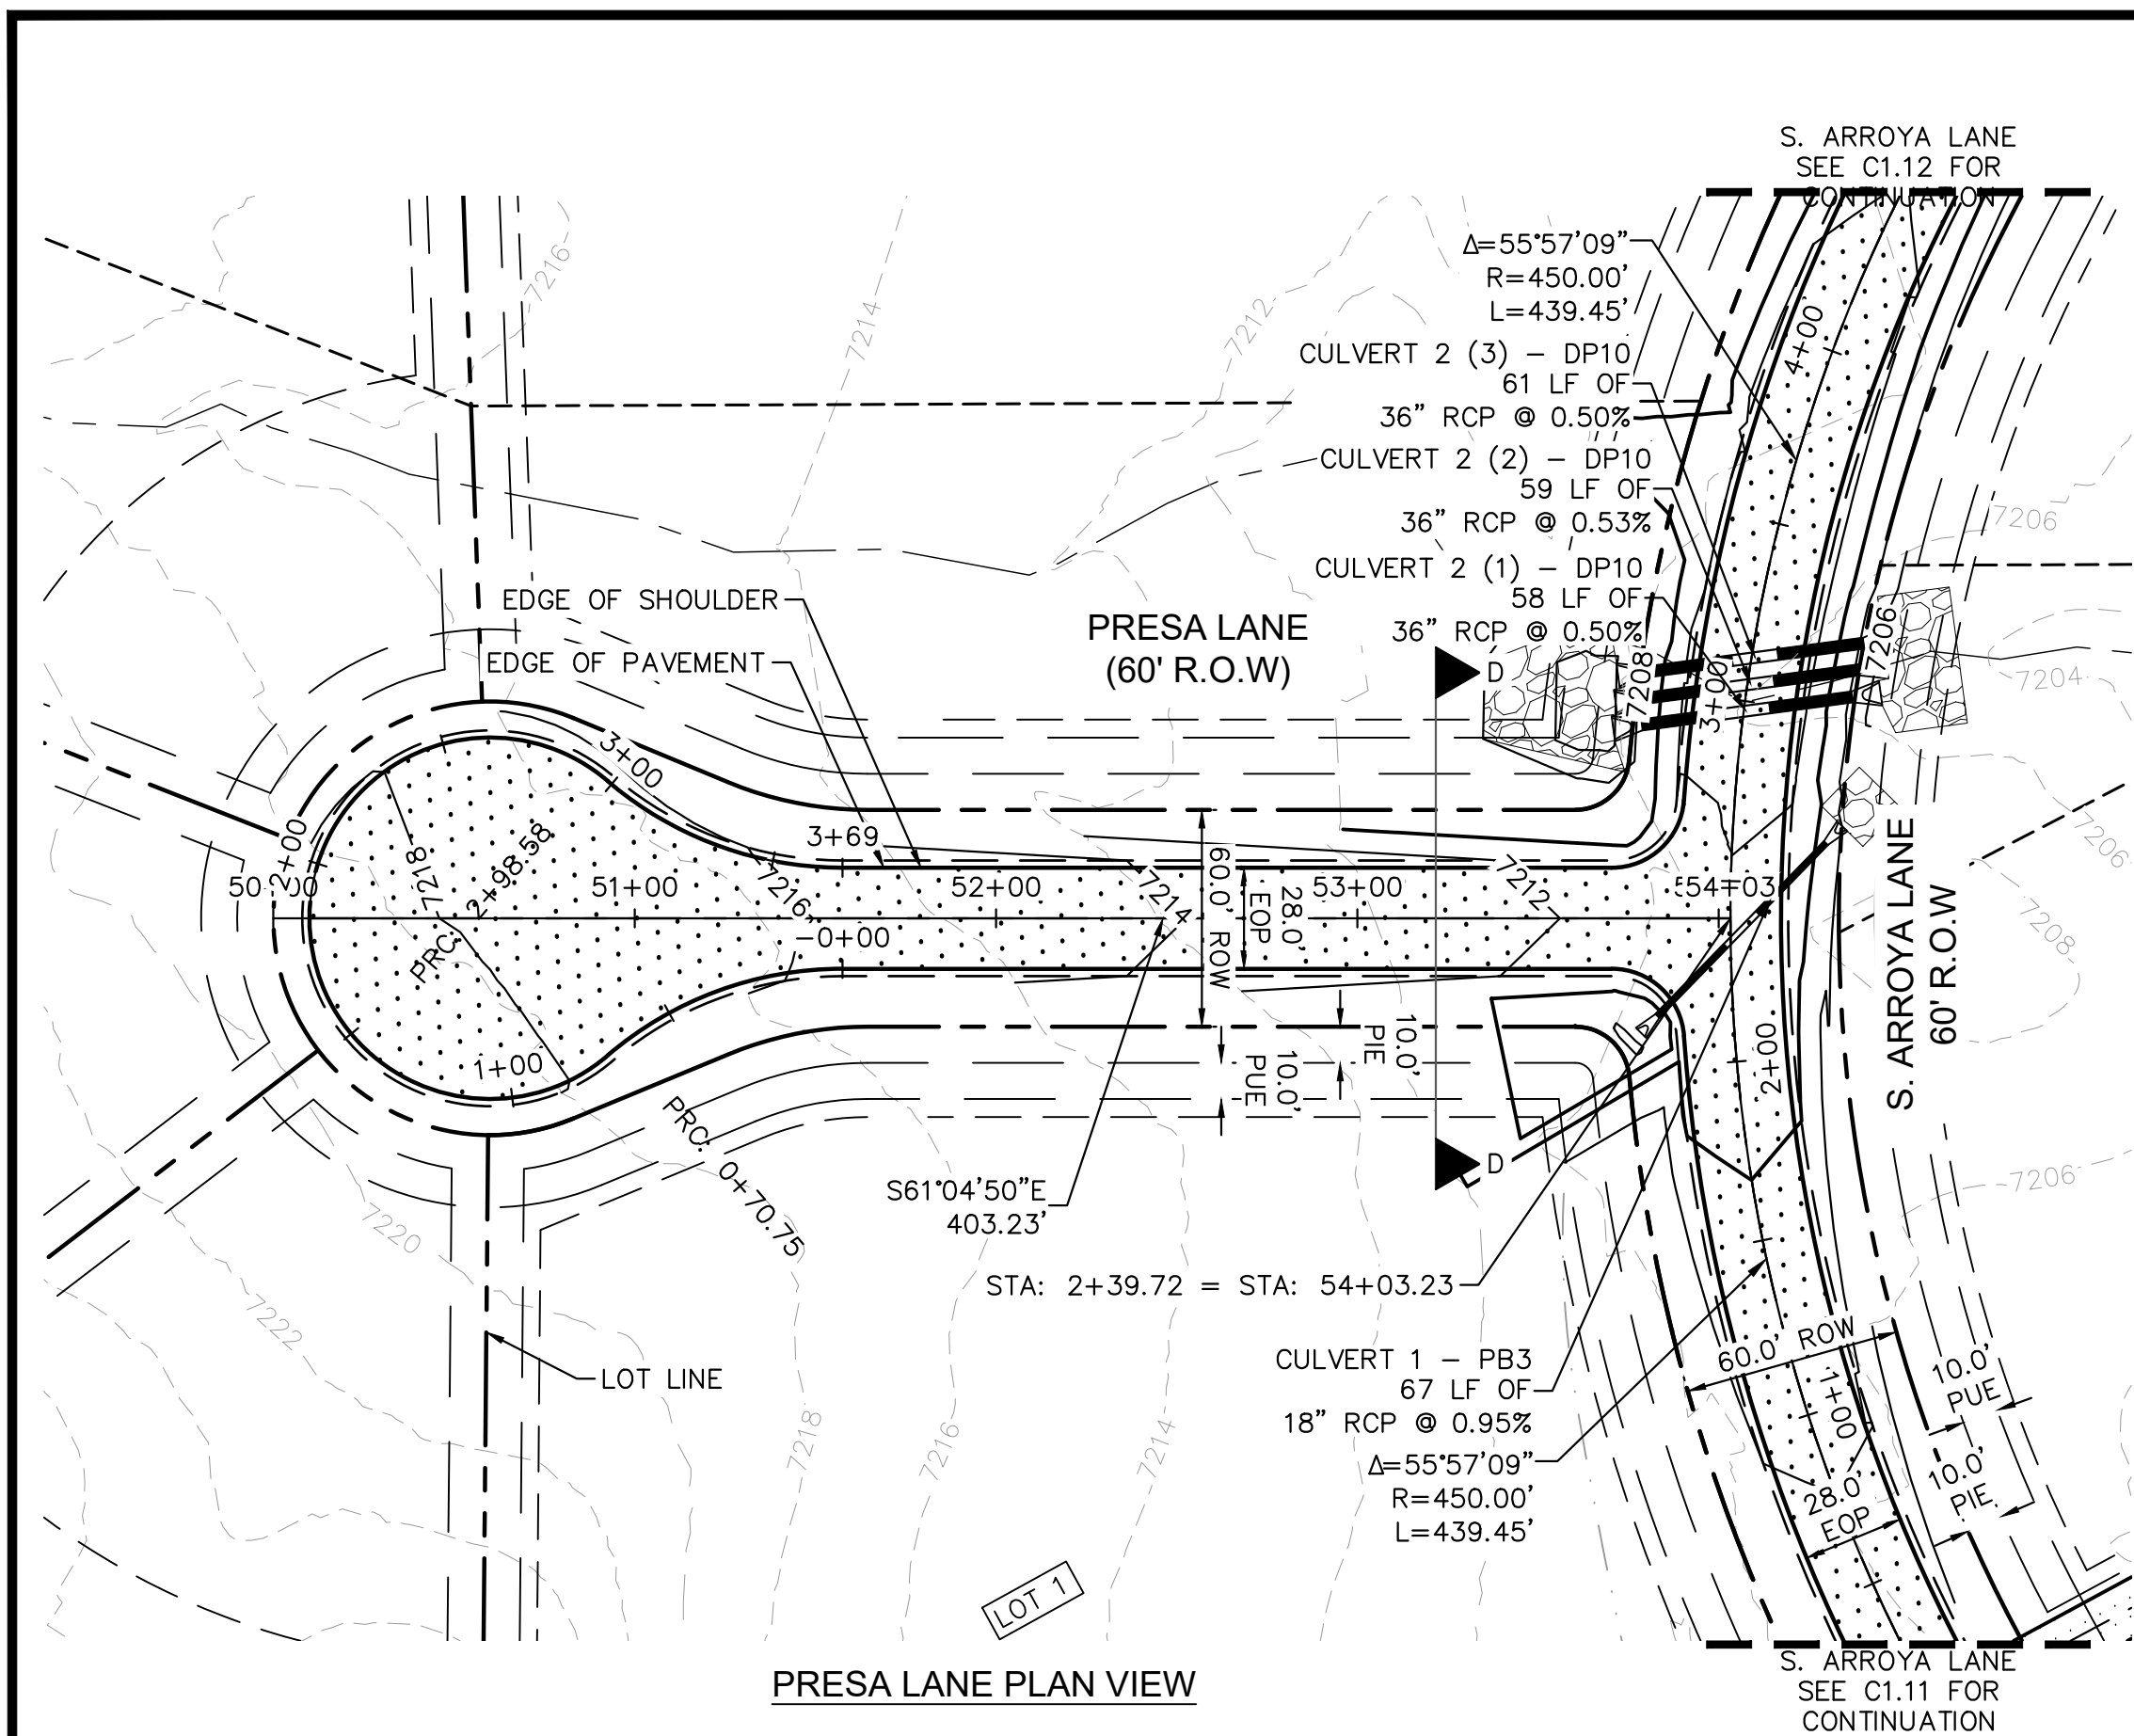 S. ARROYA LANE
SEE C1.12 FOR
CONTINUATION
Δ=55°57'09"
R=450.00'
L=439.45'
7216
7214
7212
4+00
CULVERT 2 (3) – DP10
61 LF OF
36" RCP @ 0.50%
CULVERT 2 (2) – DP10
59 LF OF
36" RCP @ 0.53%
7206
CULVERT 2 (1) – DP10
58 LF OF
36" RCP @ 0.50%
EDGE OF SHOULDER
EDGE OF PAVEMENT
PRESA LANE
(60' R.O.W)
D
7208
3+00
7206
7204
3+00
2+00
3+69
7206
50+00
7218
PRC: 2+98.58
51+00
7216
52+00
7214
60.0' ROW
28.0'
EOP
53+00
7212
54+03
S. ARROYA LANE
60' R.O.W
7208
-0+00
1+00
10.0'
PUE
10.0'
PIE
2+00
PRC: 0+70.75
D
7206
S61°04'50"E
403.23'
7220
STA: 2+39.72 = STA: 54+03.23
7222
LOT LINE
CULVERT 1 – PB3
67 LF OF
18" RCP @ 0.95%
60.0' ROW
10.0'
PUE
1+00
7218
7216
7214
Δ=55°57'09"
R=450.00'
L=439.45'
28.0'
EOP
10.0'
PIE
LOT 1
PRESA LANE PLAN VIEW
S. ARROYA LANE
SEE C1.11 FOR
CONTINUATION